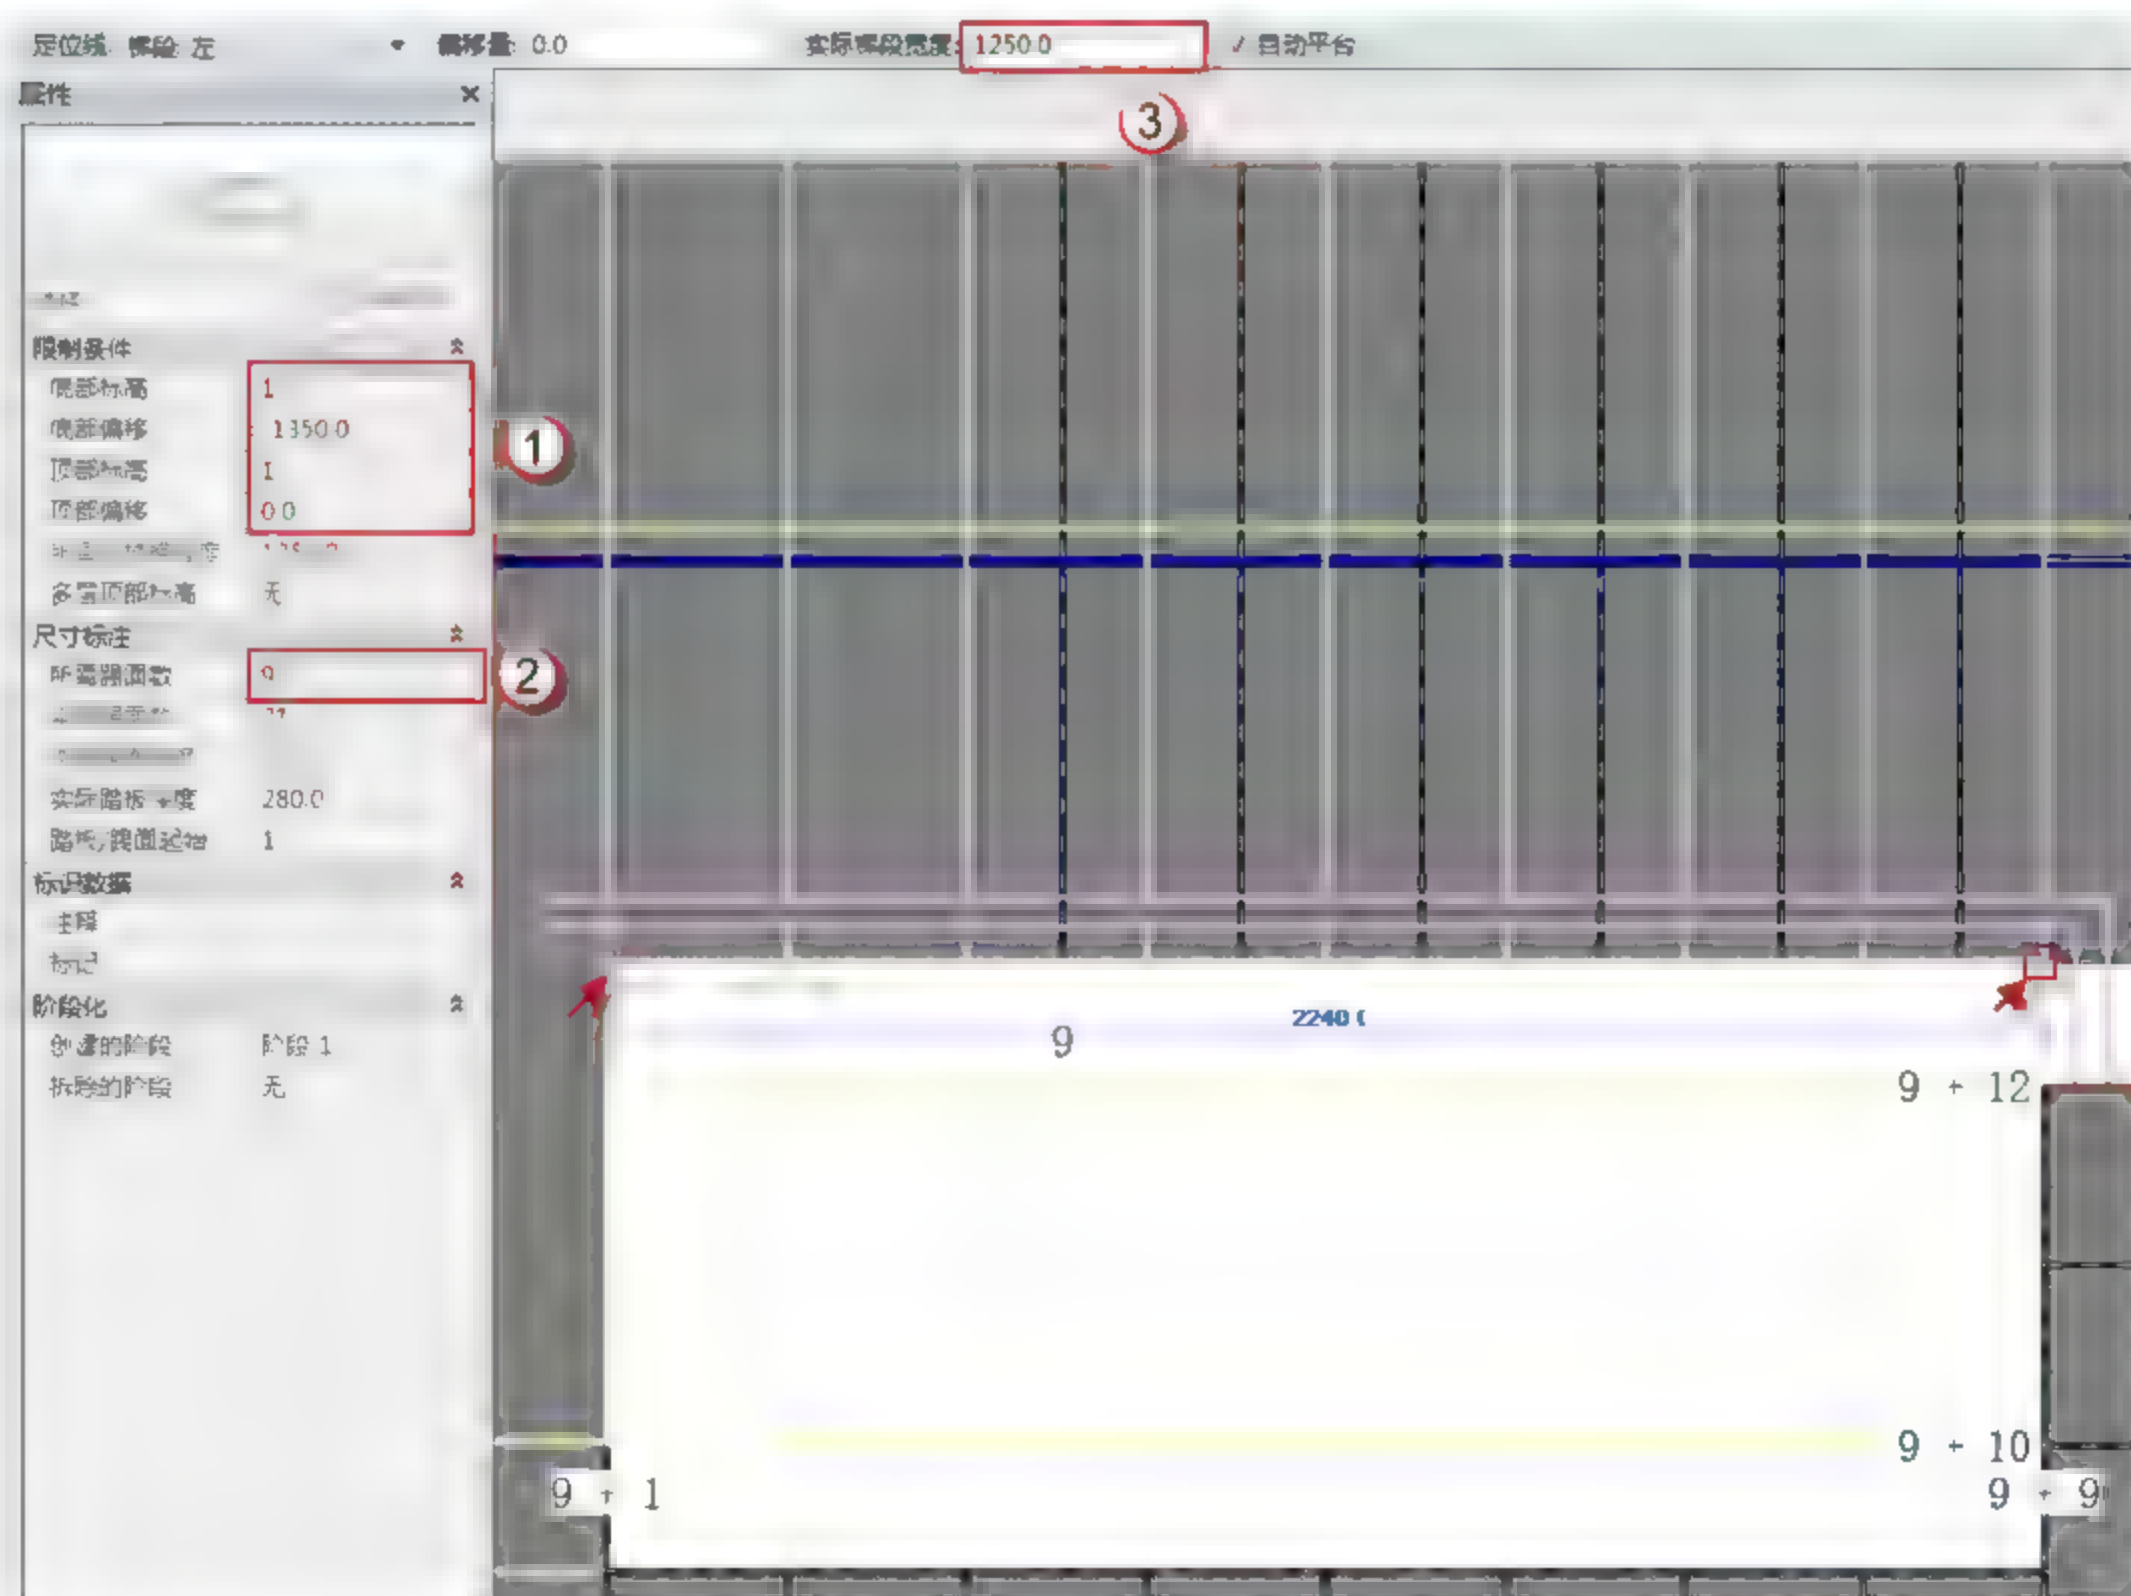 定位线: 梯段: 左 偏移量: 0.0 实际梯段宽度: 1250.0 ✓ 自动平台
属性 ×
限制条件
底部标高 1
底部偏移 -1350.0
顶部标高 1
顶部偏移 0.0
多层顶部标高 无
尺寸标注
所需踢面数 9
实际踏板深度 280.0
踏板/踢面起始 1
标识数据
注释
标记
阶段化
创建的阶段 阶段 1
拆除的阶段 无
1
2
3
2240.0
9
9 + 12
9 + 10
9 + 1
9 + 9